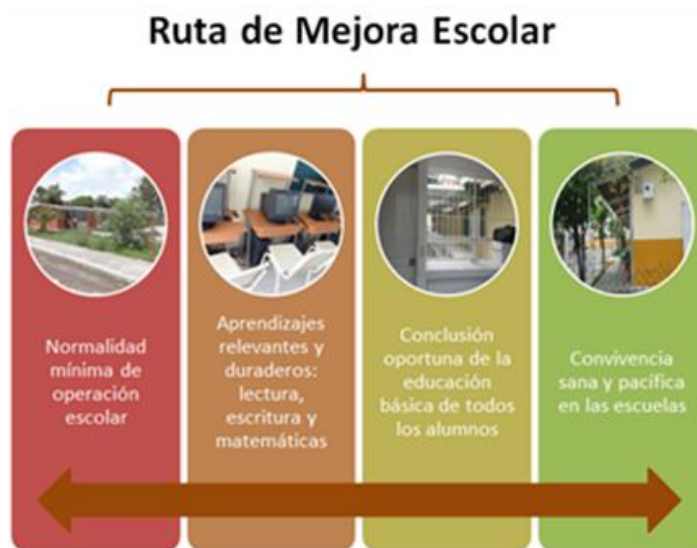 Ruta de Mejora Escolar
Normalidad
mínima de
operación
escolar
Aprendizajes
relevantes y
duraderos:
lectura,
escritura y
matemáticas
Conclusión
oportuna de la
educación
básica de todos
los alumnos
Convivencia
sana y pacífica
en las escuelas